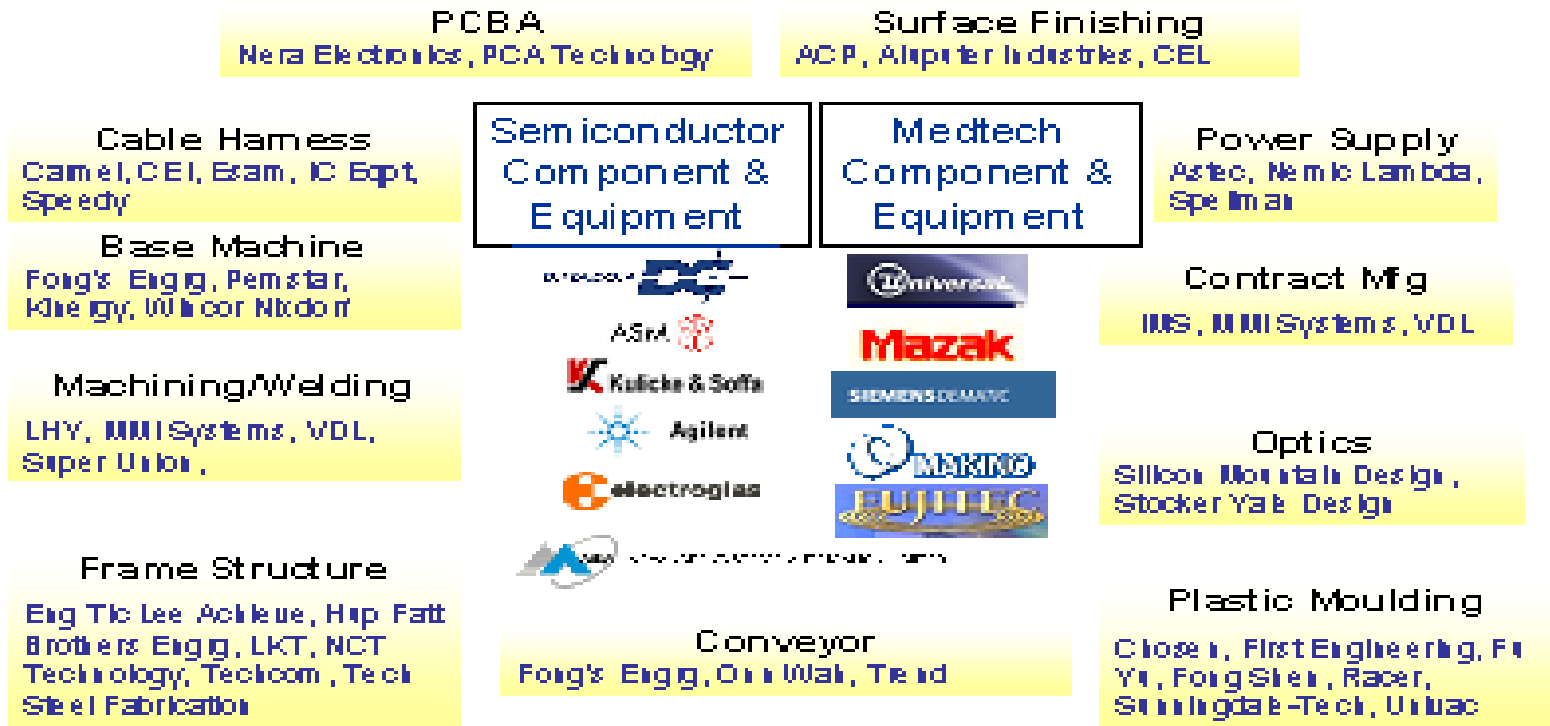 PCBA
Nera Electronics, PCA Technology
Surface Finishing
ACP, Alnputer Industries, CEL
Cable Harness
Camel, CEI, Esam, IC Eqpt,
Speedy
Semiconductor
Component &
Equipment
Medtech
Component &
Equipment
Power Supply
Astec, Nemic Lambda,
Spellman
Base Machine
Fong's Engrg, Pemstar,
Kinergy, Wincor Nixdorf
Universal
Contract Mfg
IMS, MMI Systems, VDL
ASM
Mazak
Kulicke & Soffa
SIEMENS DEMATIC
Machining/Welding
LHY, MMI Systems, VDL,
Super Union,
Agilent
MAKINO
Optics
Silicon Mountain Design,
Stocker Yale Design
electroglas
FUJITEC
Frame Structure
Eng Tic Lee Achieve, Hup Fatt
Brothers Engrg, LKT, NCT
Technology, Techcom, Tech
Steel Fabrication
Conveyor
Fong's Engrg, Onn Wah, Trend
Plastic Moulding
Chosen, First Engineering, Fu
Yu, Fong Shen, Racer,
Sunningdale-Tech, Univac